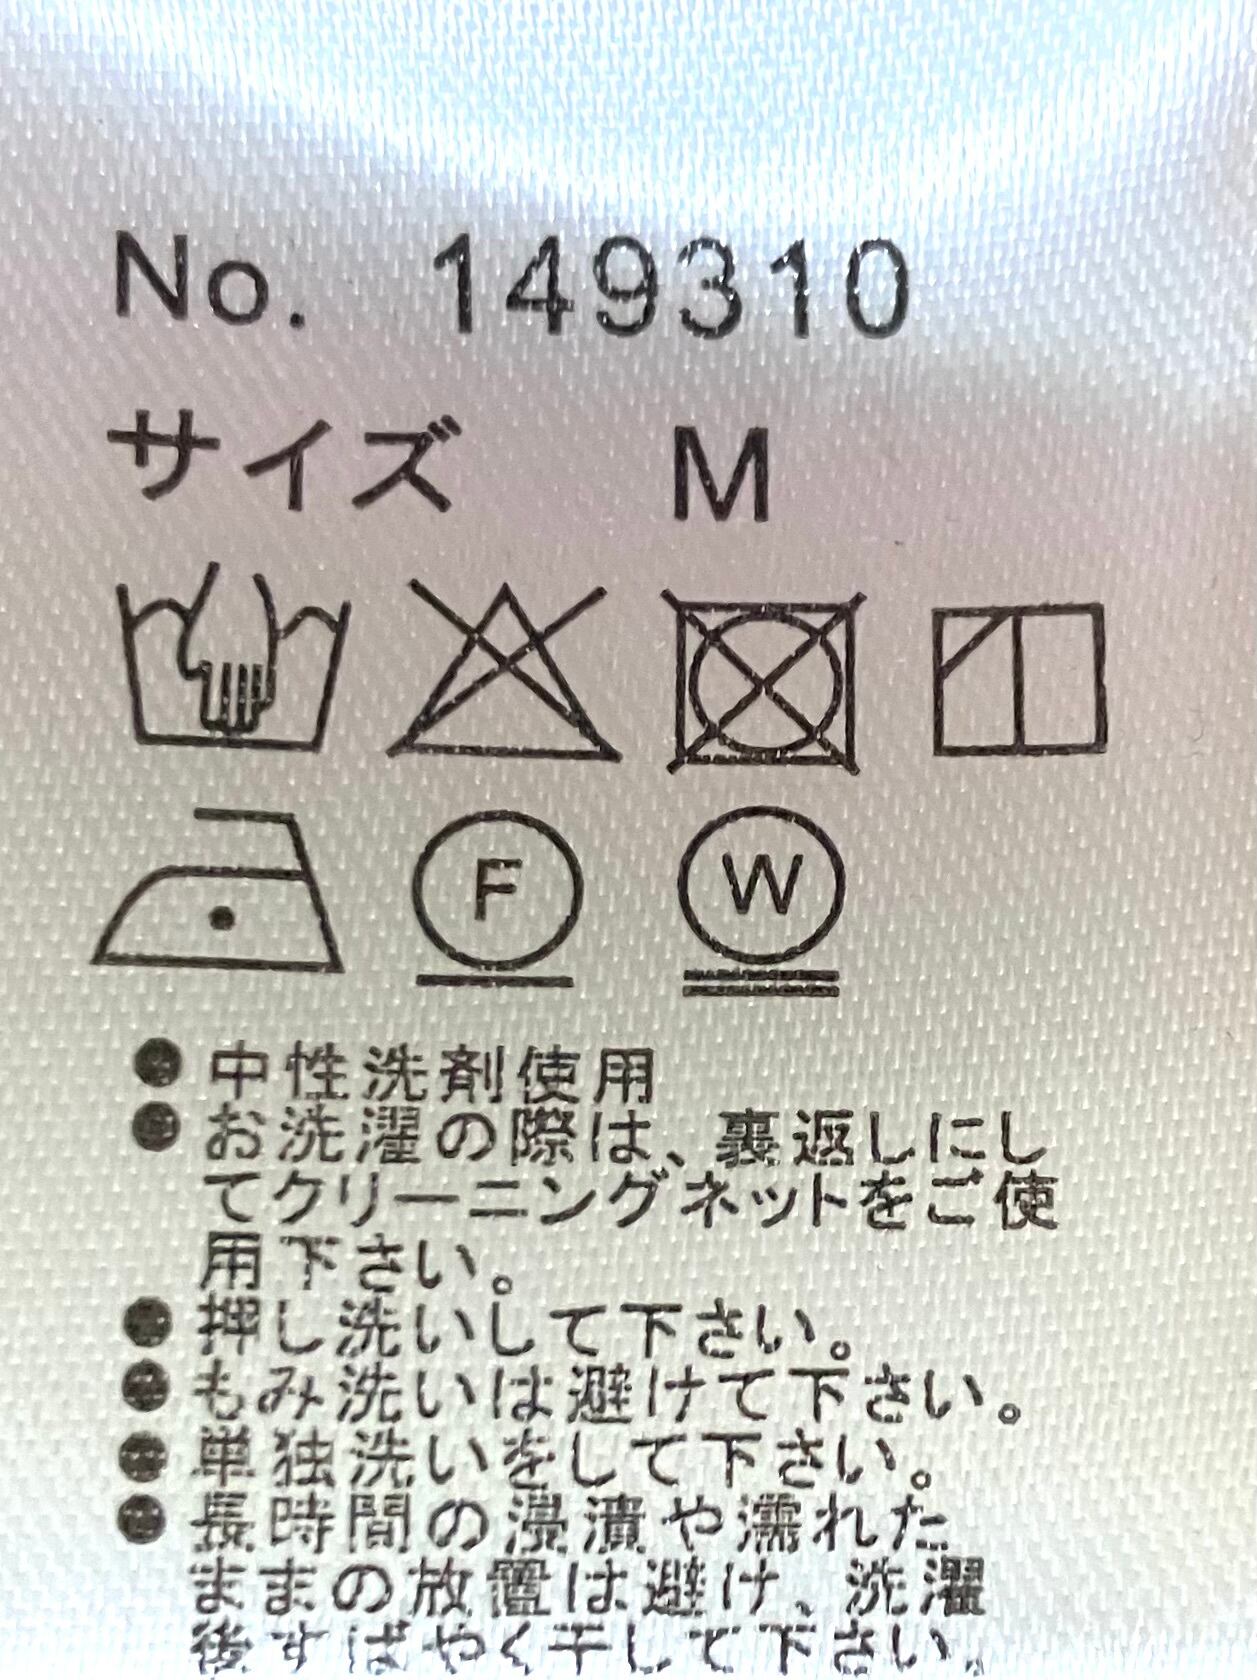 No. 149310
サイズ M
F W
●中性洗剤使用
●お洗濯の際は、裏返しにし
てクリーニングネットをご使
用下さい。
●押し洗いして下さい。
●もみ洗いは避けて下さい。
●単独洗いをして下さい。
●長時間の浸漬や濡れた
ままの放置は避け、洗濯
後すばやく干して下さい。